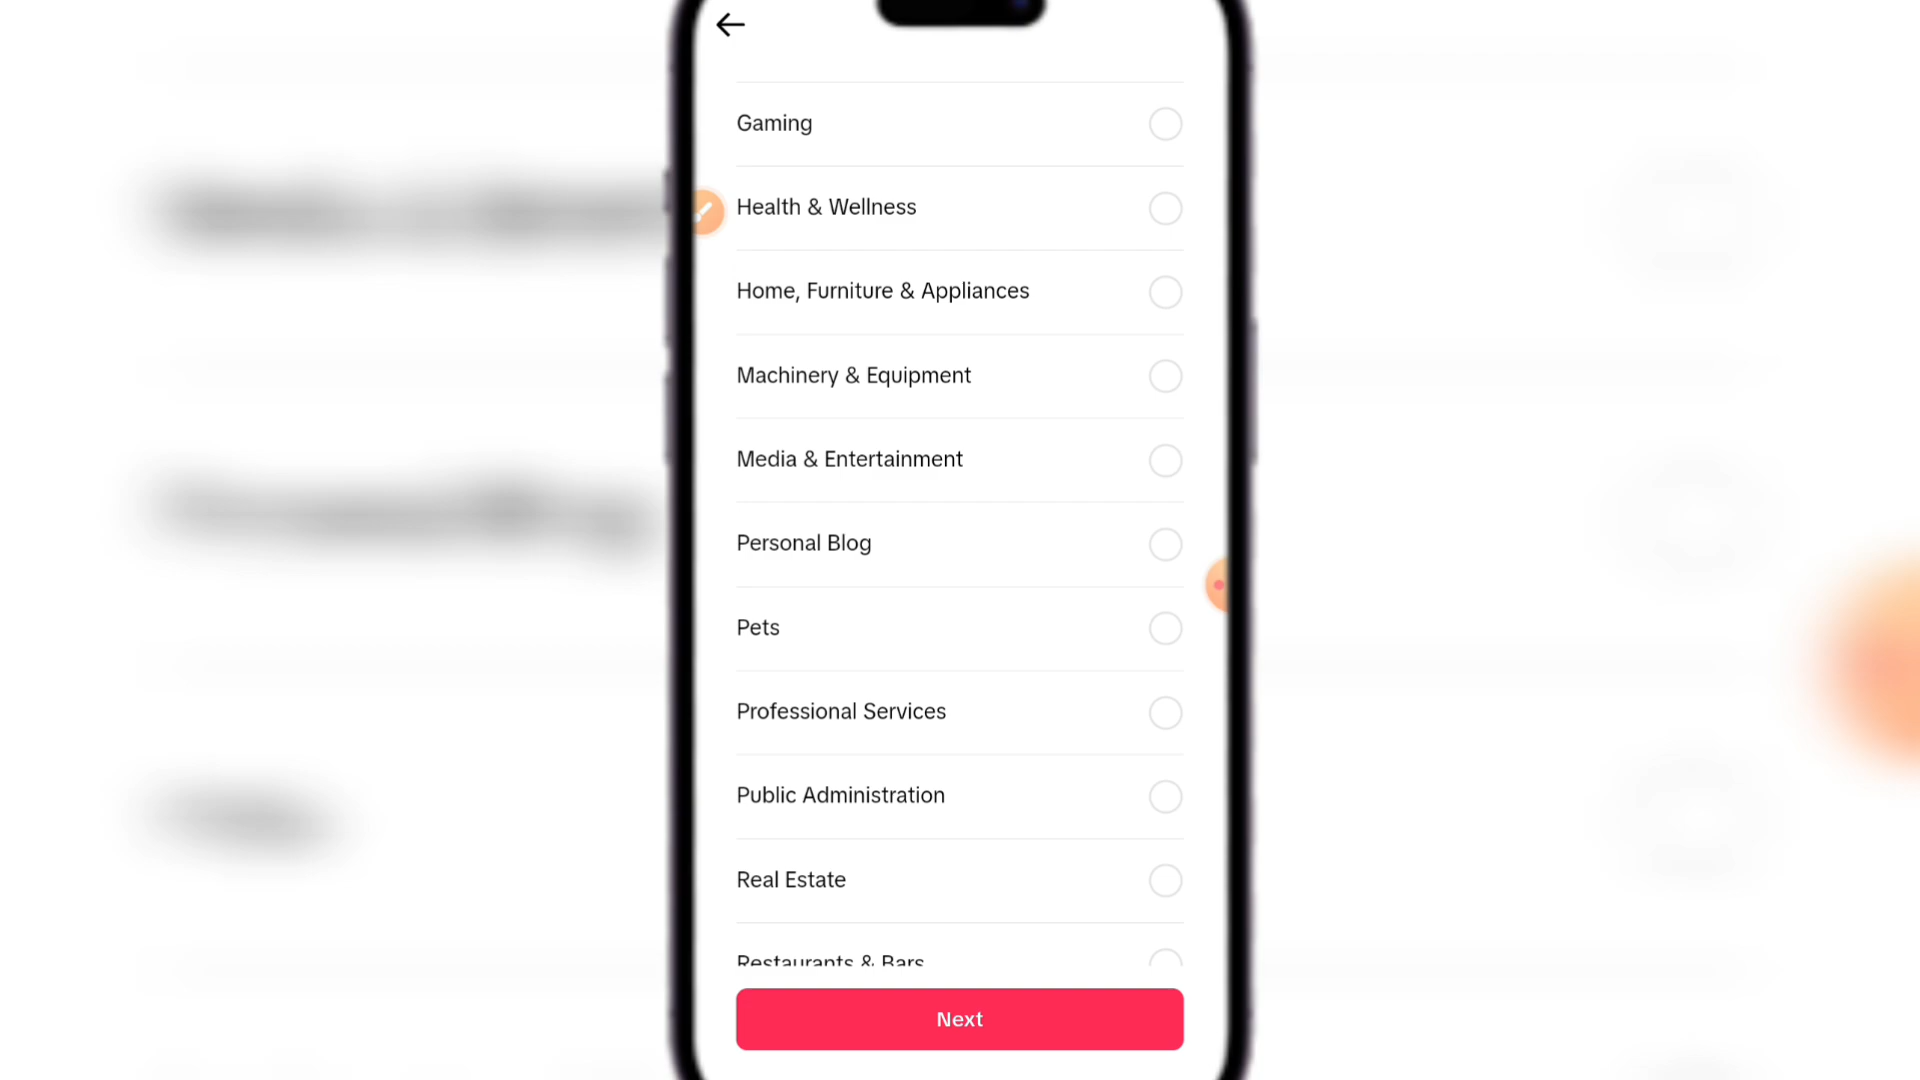 Gaming
Health & Wellness
Home, Furniture & Appliances
Machinery & Equipment
Media & Entertainment
Personal Blog
Pets
Professional Services
Public Administration
Real Estate
Restaurants & Bars
Next